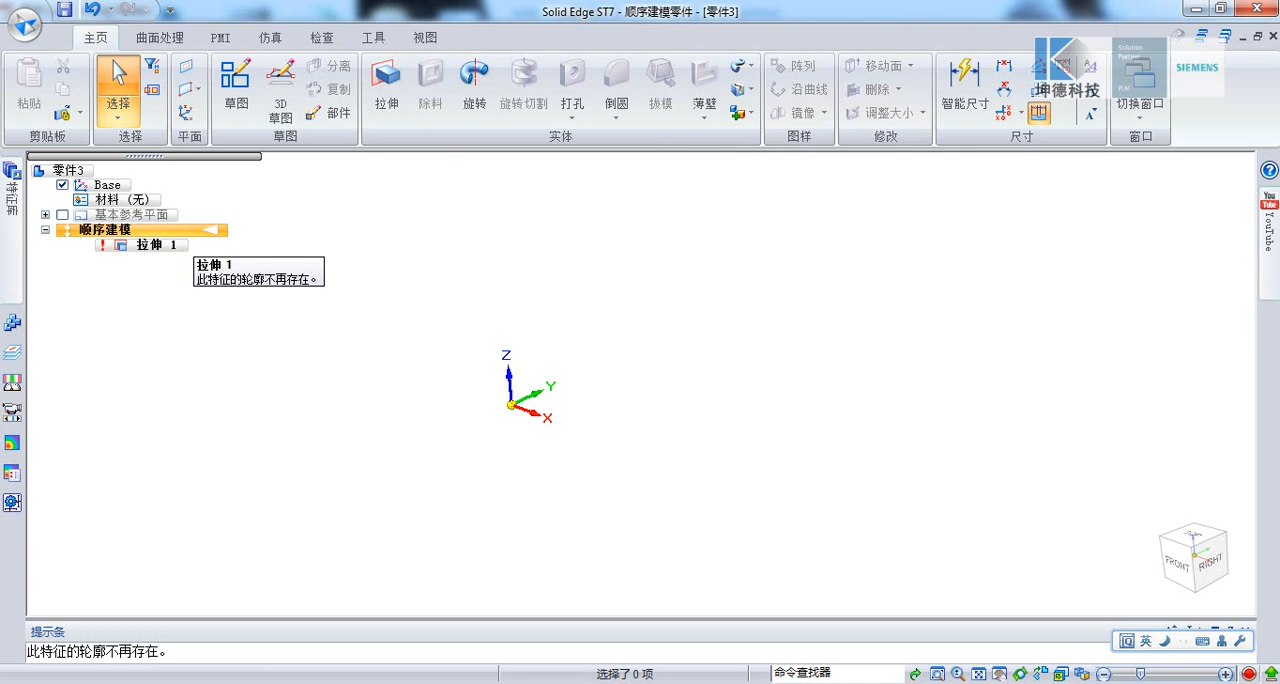 Solid Edge ST7 - 顺序建模零件 - [零件3]
主页 曲面处理 PMI 仿真 检查 工具 视图
粘贴 选择 草图 3D 草图 分离 复制 部件 拉伸 除料 旋转 旋转切割 打孔 倒圆 拔模 薄壁 阵列 沿曲线 镜像 移动面 删除 调整大小 智能尺寸 切换窗口
坤德科技
Solution Partner
PLM
SIEMENS
剪贴板 选择 平面 草图 实体 图样 修改 尺寸 窗口
特征库
零件3
Base
材料 (无)
基本参考平面
顺序建模
拉伸 1
拉伸 1
此特征的轮廓不再存在。
You Tube
YouTube
Z
Y
X
FRONT RIGHT
提示条
英
此特征的轮廓不再存在。
选择了 0 项
命令查找器